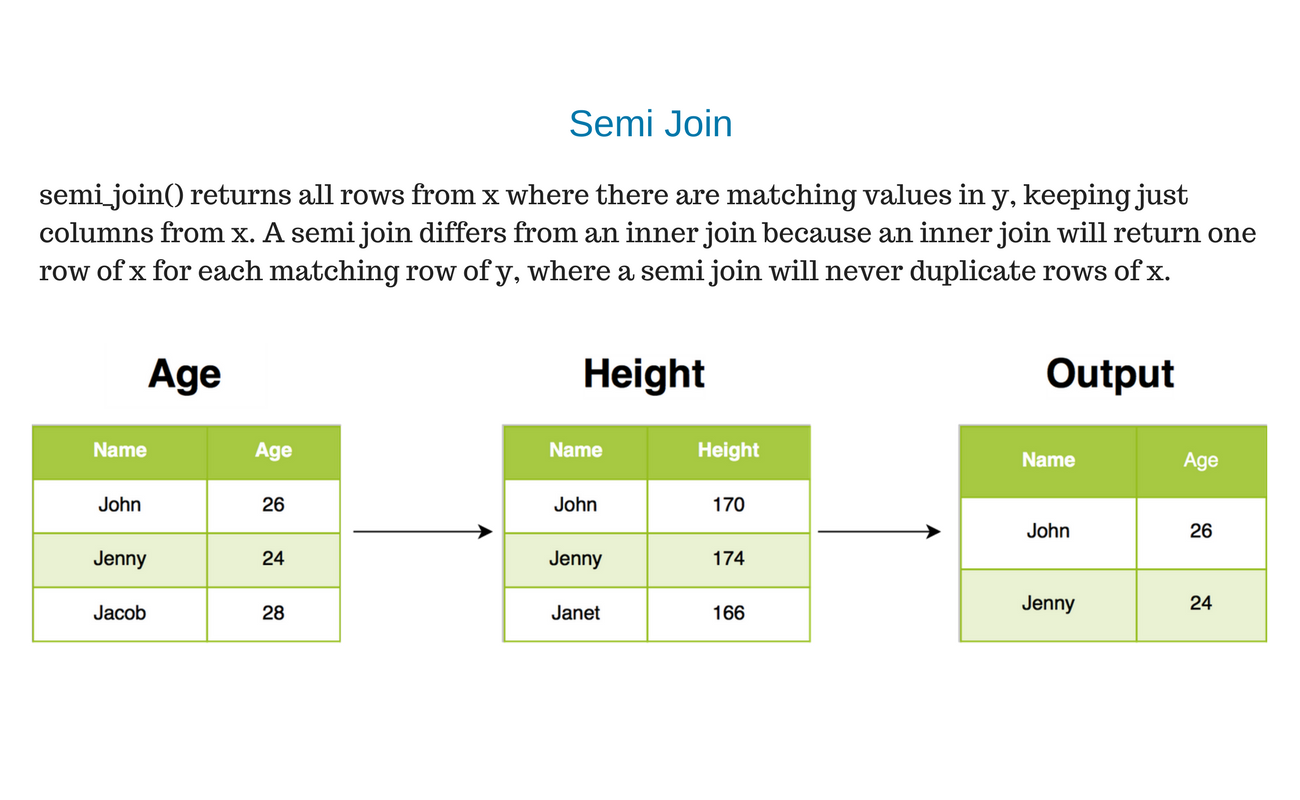 Semi Join
semi_join() returns all rows from x where there are matching values in y, keeping just
columns from x. A semi join differs from an inner join because an inner join will return one
row of x for each matching row of y, where a semi join will never duplicate rows of x.
Age
Name Age
John 26
Jenny 24
Jacob 28
Height
Name Height
John 170
Jenny 174
Janet 166
Output
Name Age
John 26
Jenny 24